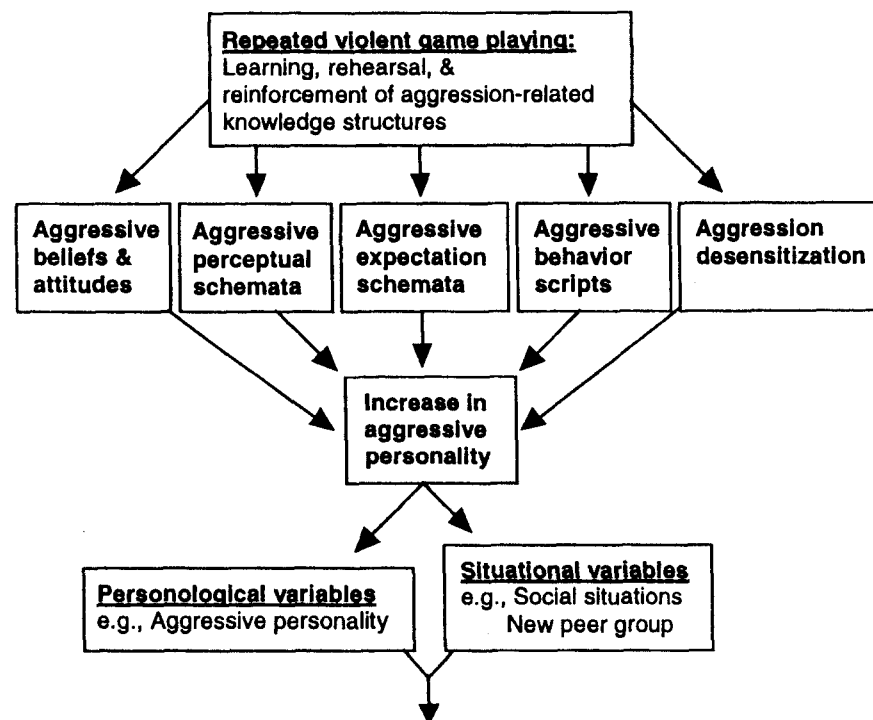 Repeated violent game playing:
Learning, rehearsal, &
reinforcement of aggression-related
knowledge structures
Aggressive
beliefs &
attitudes
Aggressive
perceptual
schemata
Aggressive
expectation
schemata
Aggressive
behavior
scripts
Aggression
desensitization
Increase in
aggressive
personality
Personological variables
e.g., Aggressive personality
Situational variables
e.g., Social situations
New peer group